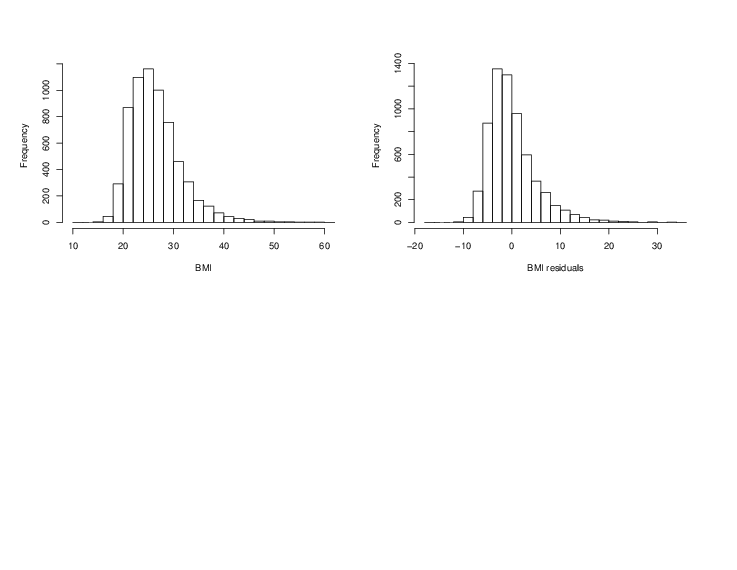 Frequency
0 200 400 600 800 1000
10 20 30 40 50 60
BMI
Frequency
0 200 600 1000 1400
−20 −10 0 10 20 30
BMI residuals